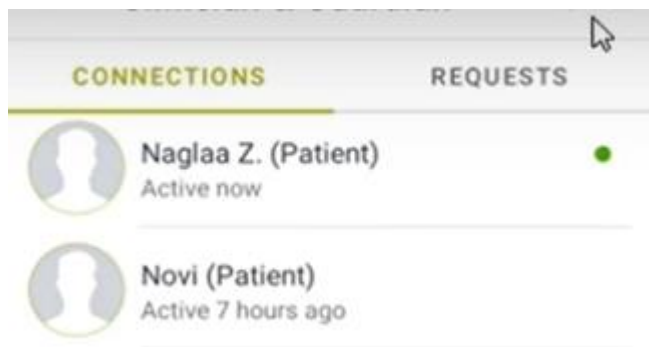 CONNECTIONS
REQUESTS
Naglaa Z. (Patient)
Active now
Novi (Patient)
Active 7 hours ago